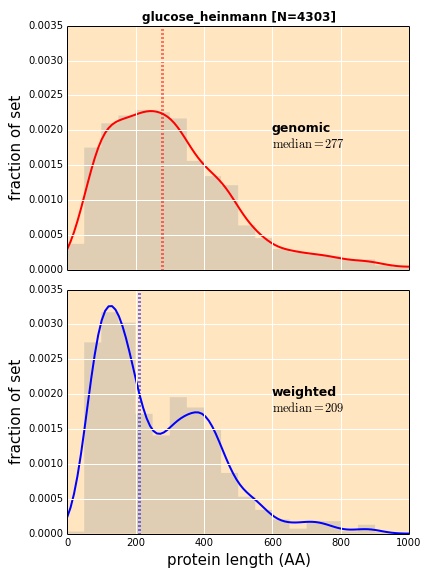 glucose_heinmann [N=4303]
0.0035
0.0030
0.0025
0.0020
0.0015
0.0010
0.0005
0.0000
fraction of set
genomic
median = 277
0.0035
0.0030
0.0025
0.0020
0.0015
0.0010
0.0005
0.0000
fraction of set
weighted
median = 209
0 200 400 600 800 1000
protein length (AA)